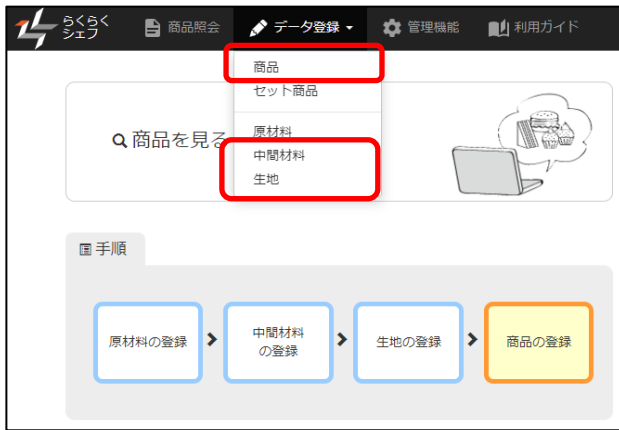 らくらく
シェフ
商品照会
データ登録
管理機能
利用ガイド
商品
セット商品
原材料
中間材料
生地
商品を見る
手順
原材料の登録
中間材料
の登録
生地の登録
商品の登録